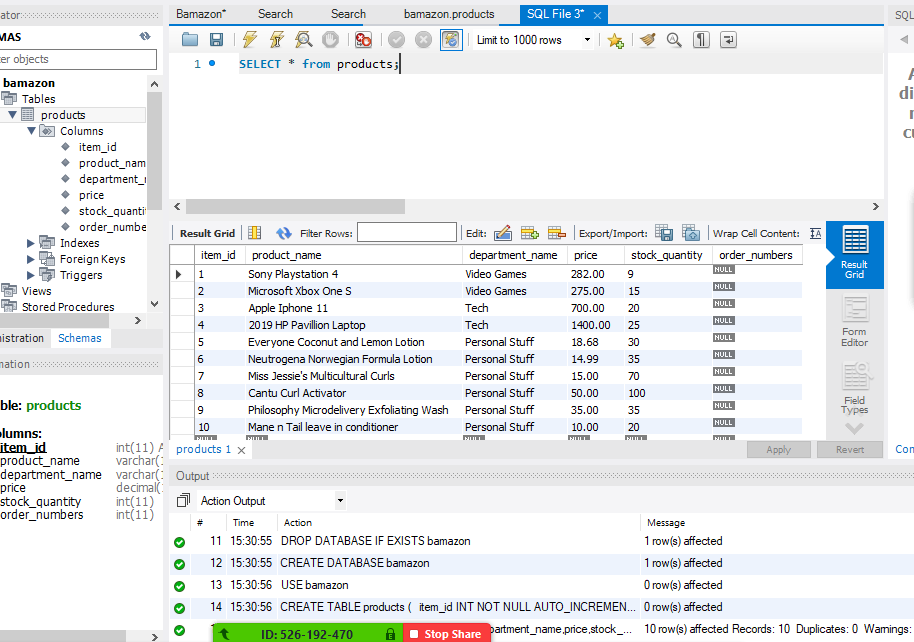 ator
Bamazon* Search Search bamazon.products SQL File 3* SQL
MAS
ter objects
Limit to 1000 rows
1 SELECT * from products;
bamazon
Tables
products
Columns
item_id
product_nam
department_
price
stock_quanti
order_numbe
Indexes
Foreign Keys
Triggers
Views
Stored Procedures
nistration Schemas
mation
ble: products
olumns:
item_id int(11) A
product_name varchar(
department_name varchar(
price decimal(
stock_quantity int(11)
order_numbers int(11)
Result Grid Filter Rows: Edit: Export/Import: Wrap Cell Content: IA
item_id product_name department_name price stock_quantity order_numbers
1 Sony Playstation 4 Video Games 282.00 9 NULL
2 Microsoft Xbox One S Video Games 275.00 15 NULL
3 Apple Iphone 11 Tech 700.00 20 NULL
4 2019 HP Pavillion Laptop Tech 1400.00 25 NULL
5 Everyone Coconut and Lemon Lotion Personal Stuff 18.68 30 NULL
6 Neutrogena Norwegian Formula Lotion Personal Stuff 14.99 35 NULL
7 Miss Jessie's Multicultural Curls Personal Stuff 15.00 70 NULL
8 Cantu Curl Activator Personal Stuff 50.00 100 NULL
9 Philosophy Microdelivery Exfoliating Wash Personal Stuff 35.00 35 NULL
10 Mane n Tail leave in conditioner Personal Stuff 10.00 20 NULL
NULL NULL NULL NULL NULL NULL
Result
Grid
Form
Editor
Field
Types
products 1 Apply Revert Con
Output
Action Output
# Time Action Message
11 15:30:55 DROP DATABASE IF EXISTS bamazon 1 row(s) affected
12 15:30:55 CREATE DATABASE bamazon 1 row(s) affected
13 15:30:56 USE bamazon 0 row(s) affected
14 15:30:56 CREATE TABLE products ( item_id INT NOT NULL AUTO_INCREMEN... 0 row(s) affected
partment_name,price,stock_... 10 row(s) affected Records: 10 Duplicates: 0 Warnings:
ID: 526-192-470 Stop Share